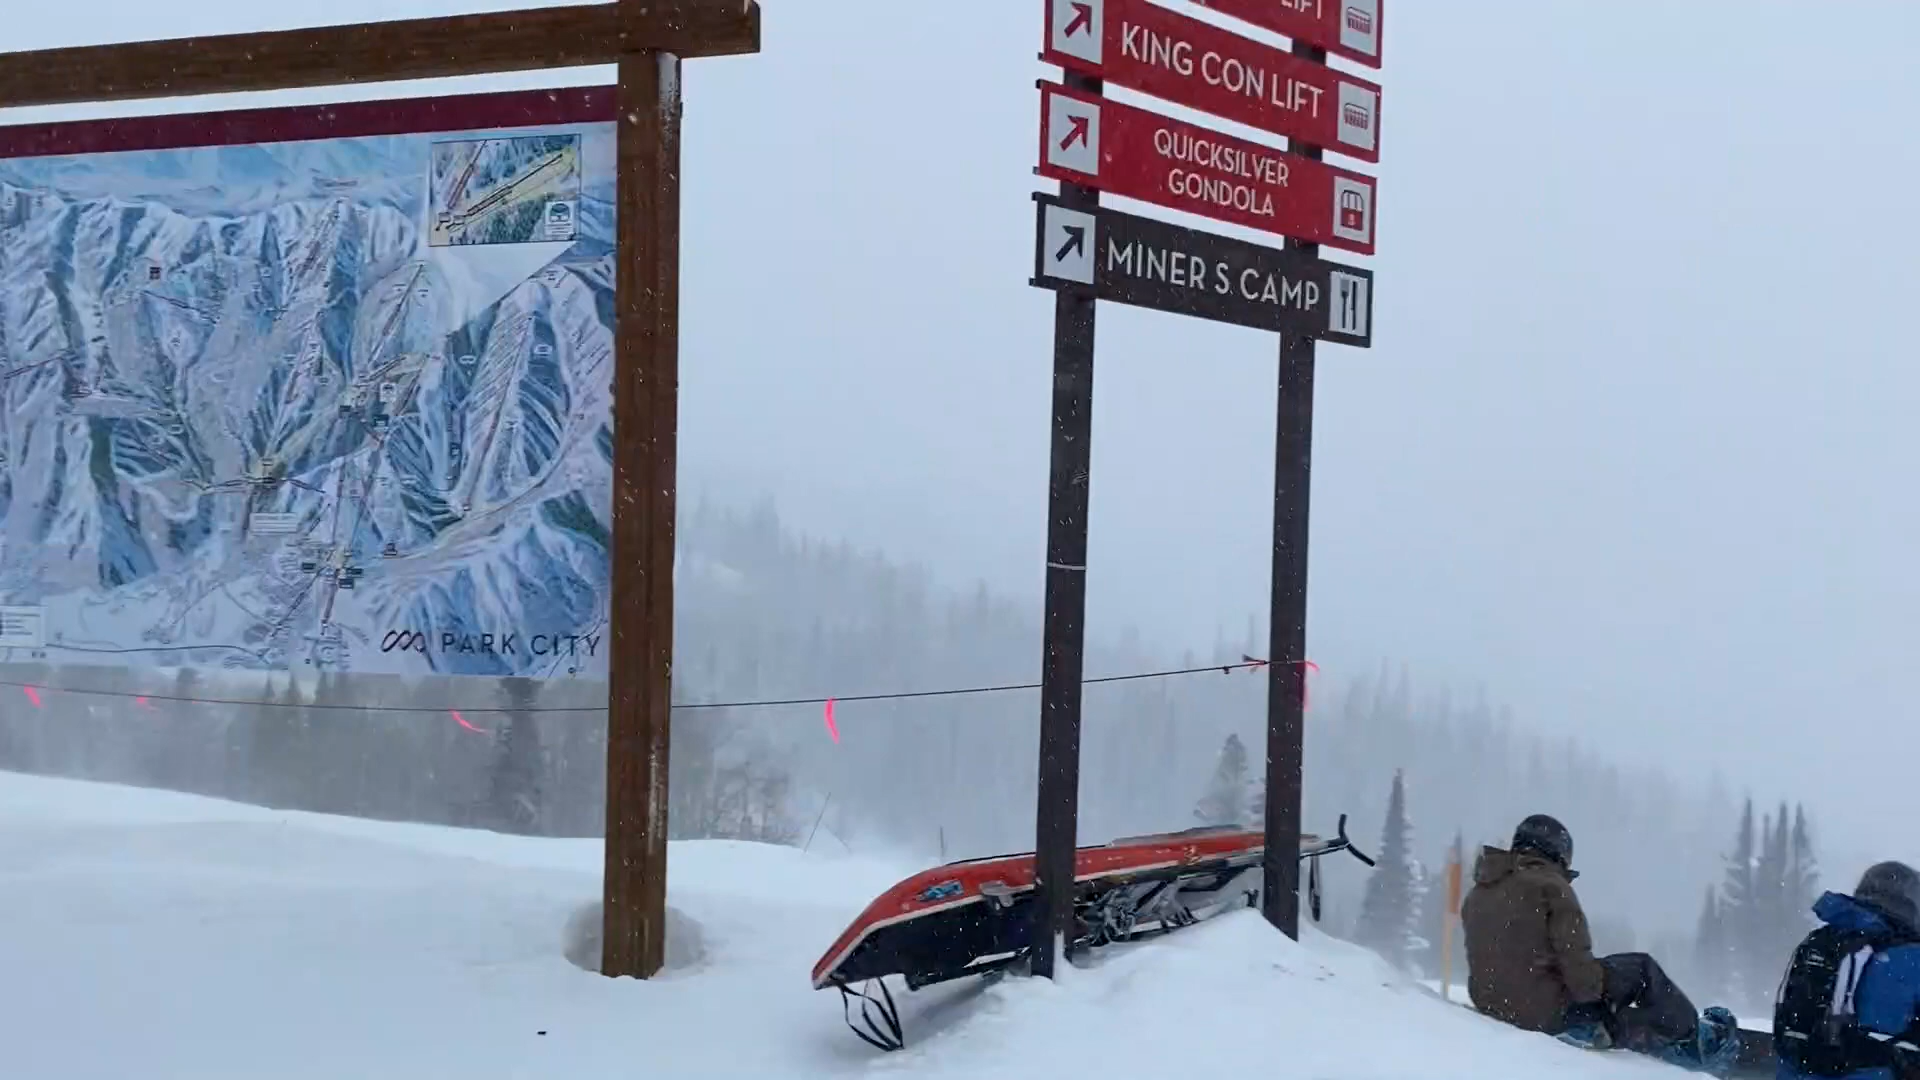 PARK CITY
LIFT
KING CON LIFT
QUICKSILVER
GONDOLA
MINER S CAMP